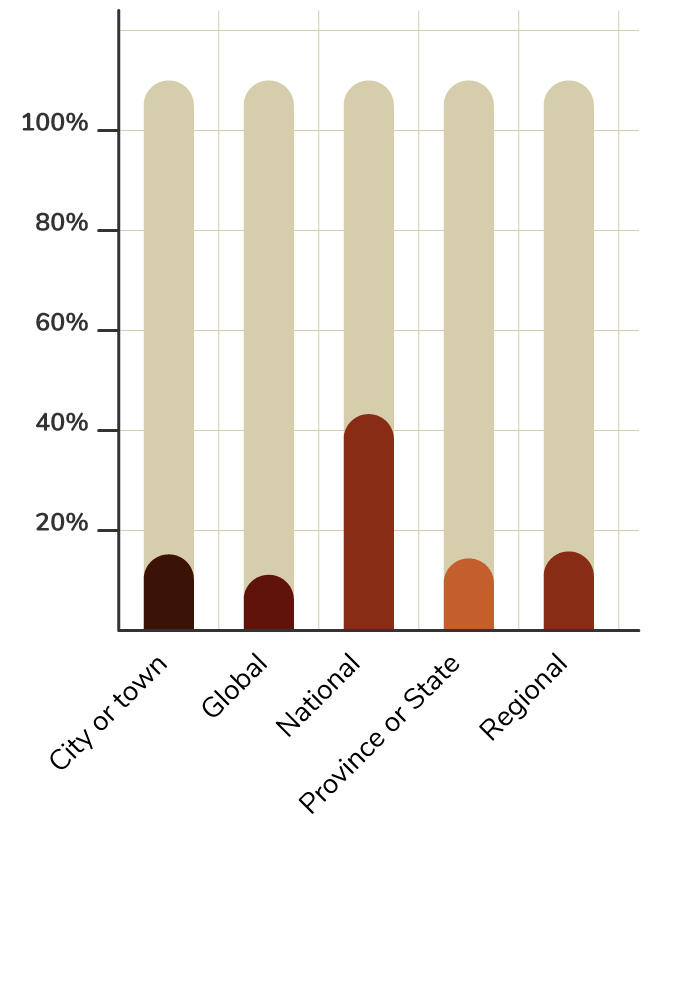 100%
80%
60%
40%
20%
City or town
Global
National
Province or State
Regional